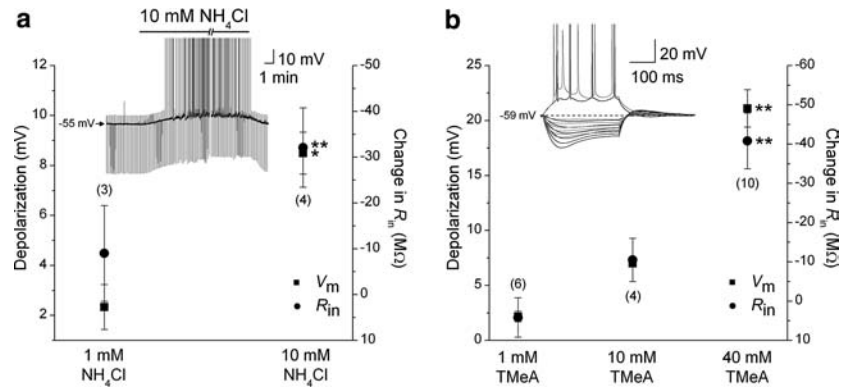 a
10 mM NH₄Cl
10 mV
1 min
Depolarization (mV)
12
10
8
6
4
2
-55 mV
(3)
**
*
(4)
-50
-40
-30
-20
-10
0
10
Change in Rin (MΩ)
Vm
Rin
1 mM
NH₄Cl
10 mM
NH₄Cl
b
20 mV
100 ms
Depolarization (mV)
25
20
15
10
5
0
-59 mV
(6)
(4)
**
**
(10)
-60
-50
-40
-30
-20
-10
0
10
Change in Rin (MΩ)
Vm
Rin
1 mM
TMeA
10 mM
TMeA
40 mM
TMeA